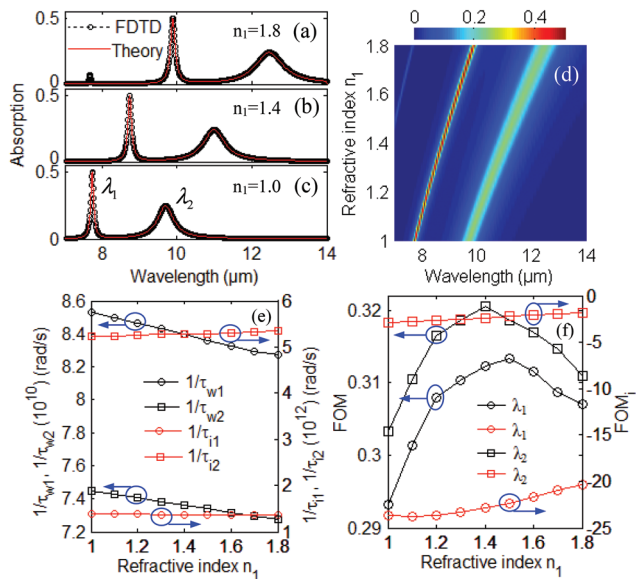 FDTD
Theory
n1=1.8 (a)
n1=1.4 (b)
n1=1.0 (c)
λ1 λ2
0.5
0
0.5
0
0.5
0
Absorption
8 10 12 14
Wavelength (µm)
0 0.2 0.4
(d)
1.8
1.6
1.4
1.2
1
Refractive index n1
8 10 12 14
Wavelength (µm)
(e)
8.6
8.4
8.2
8
7.8
7.6
7.4
7.2
1/τw1, 1/τw2 (10^10) (rad/s)
1/τw1
1/τw2
1/τi1
1/τi2
6
5
4
3
2
1
1/τi1, 1/τi2 (10^12) (rad/s)
1 1.2 1.4 1.6 1.8
Refractive index n1
(f)
0.32
0.31
0.3
0.29
FOM
λ1
λ1
λ2
λ2
0
-5
-10
-15
-20
-25
FOMi
1 1.2 1.4 1.6 1.8
Refractive index n1